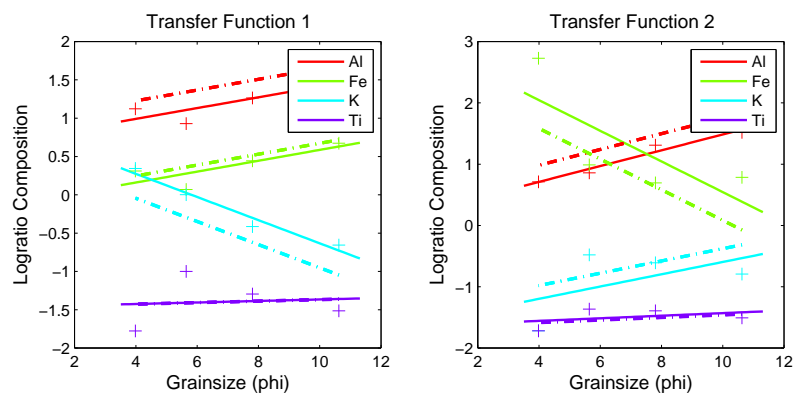 Transfer Function 1
Logratio Composition
2
1.5
1
0.5
0
−0.5
−1
−1.5
−2
Al
Fe
K
Ti
2 4 6 8 10 12
Grainsize (phi)
Transfer Function 2
Logratio Composition
3
2
1
0
−1
−2
Al
Fe
K
Ti
2 4 6 8 10 12
Grainsize (phi)